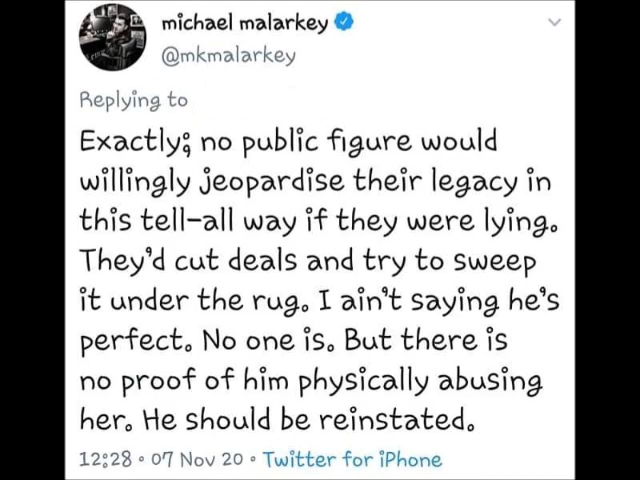 michael malarkey
@mkmalarkey
Replying to
Exactly; no public figure would
willingly jeopardise their legacy in
this tell-all way if they were lying.
They'd cut deals and try to sweep
it under the rug. I ain't saying he's
perfect. No one is. But there is
no proof of him physically abusing
her. He should be reinstated.
12:28 • 07 Nov 20 • Twitter for iPhone